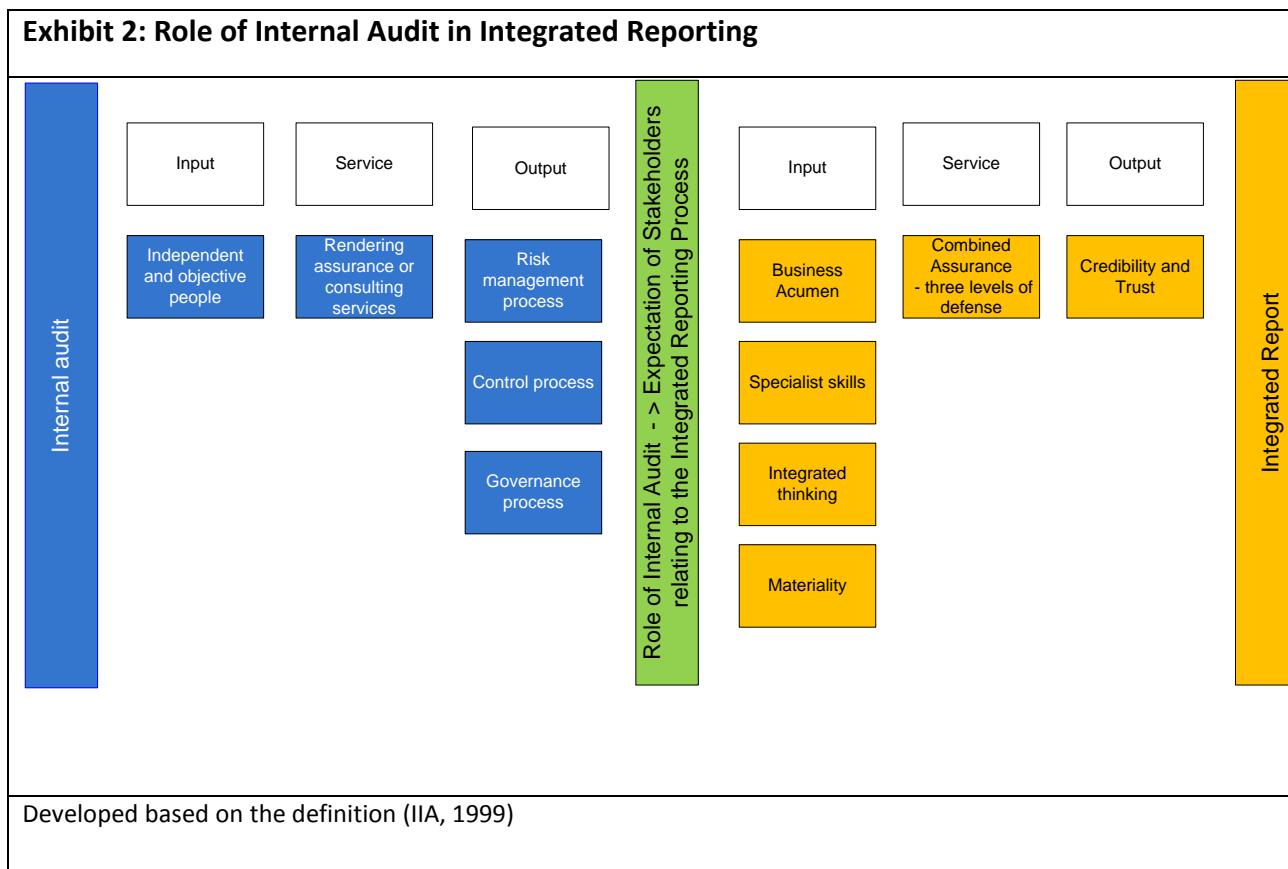 Exhibit 2: Role of Internal Audit in Integrated Reporting
Internal audit
Input
Service
Output
Independent
and objective
people
Rendering
assurance or
consulting
services
Risk
management
process
Control process
Governance
process
Role of Internal Audit - > Expectation of Stakeholders
relating to the Integrated Reporting Process
Input
Service
Output
Business
Acumen
Combined
Assurance
- three levels of
defense
Credibility and
Trust
Specialist skills
Integrated
thinking
Materiality
Integrated Report
Developed based on the definition (IIA, 1999)